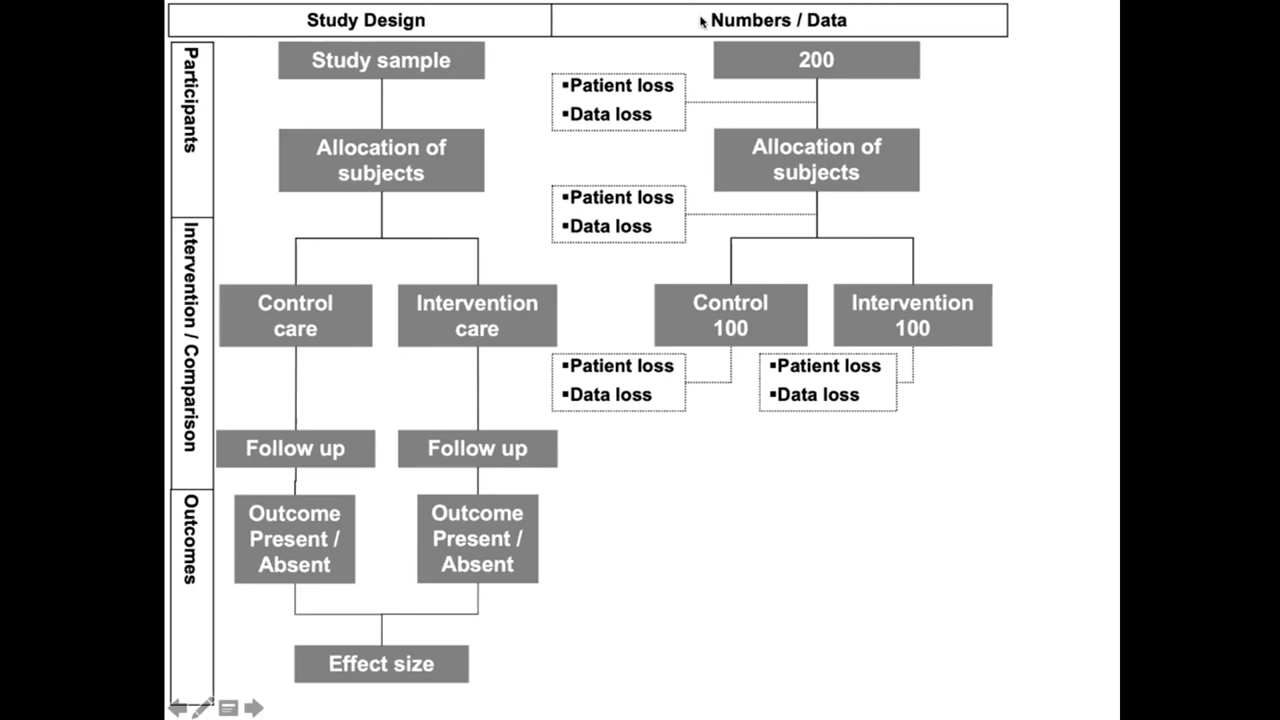 Study Design
Numbers / Data
Participants
Study sample
Allocation of
subjects
Intervention / Comparison
Control
care
Intervention
care
Follow up
Follow up
Outcomes
Outcome
Present /
Absent
Outcome
Present /
Absent
Effect size
200
▪Patient loss
▪Data loss
Allocation of
subjects
▪Patient loss
▪Data loss
Control
100
Intervention
100
▪Patient loss
▪Data loss
▪Patient loss
▪Data loss